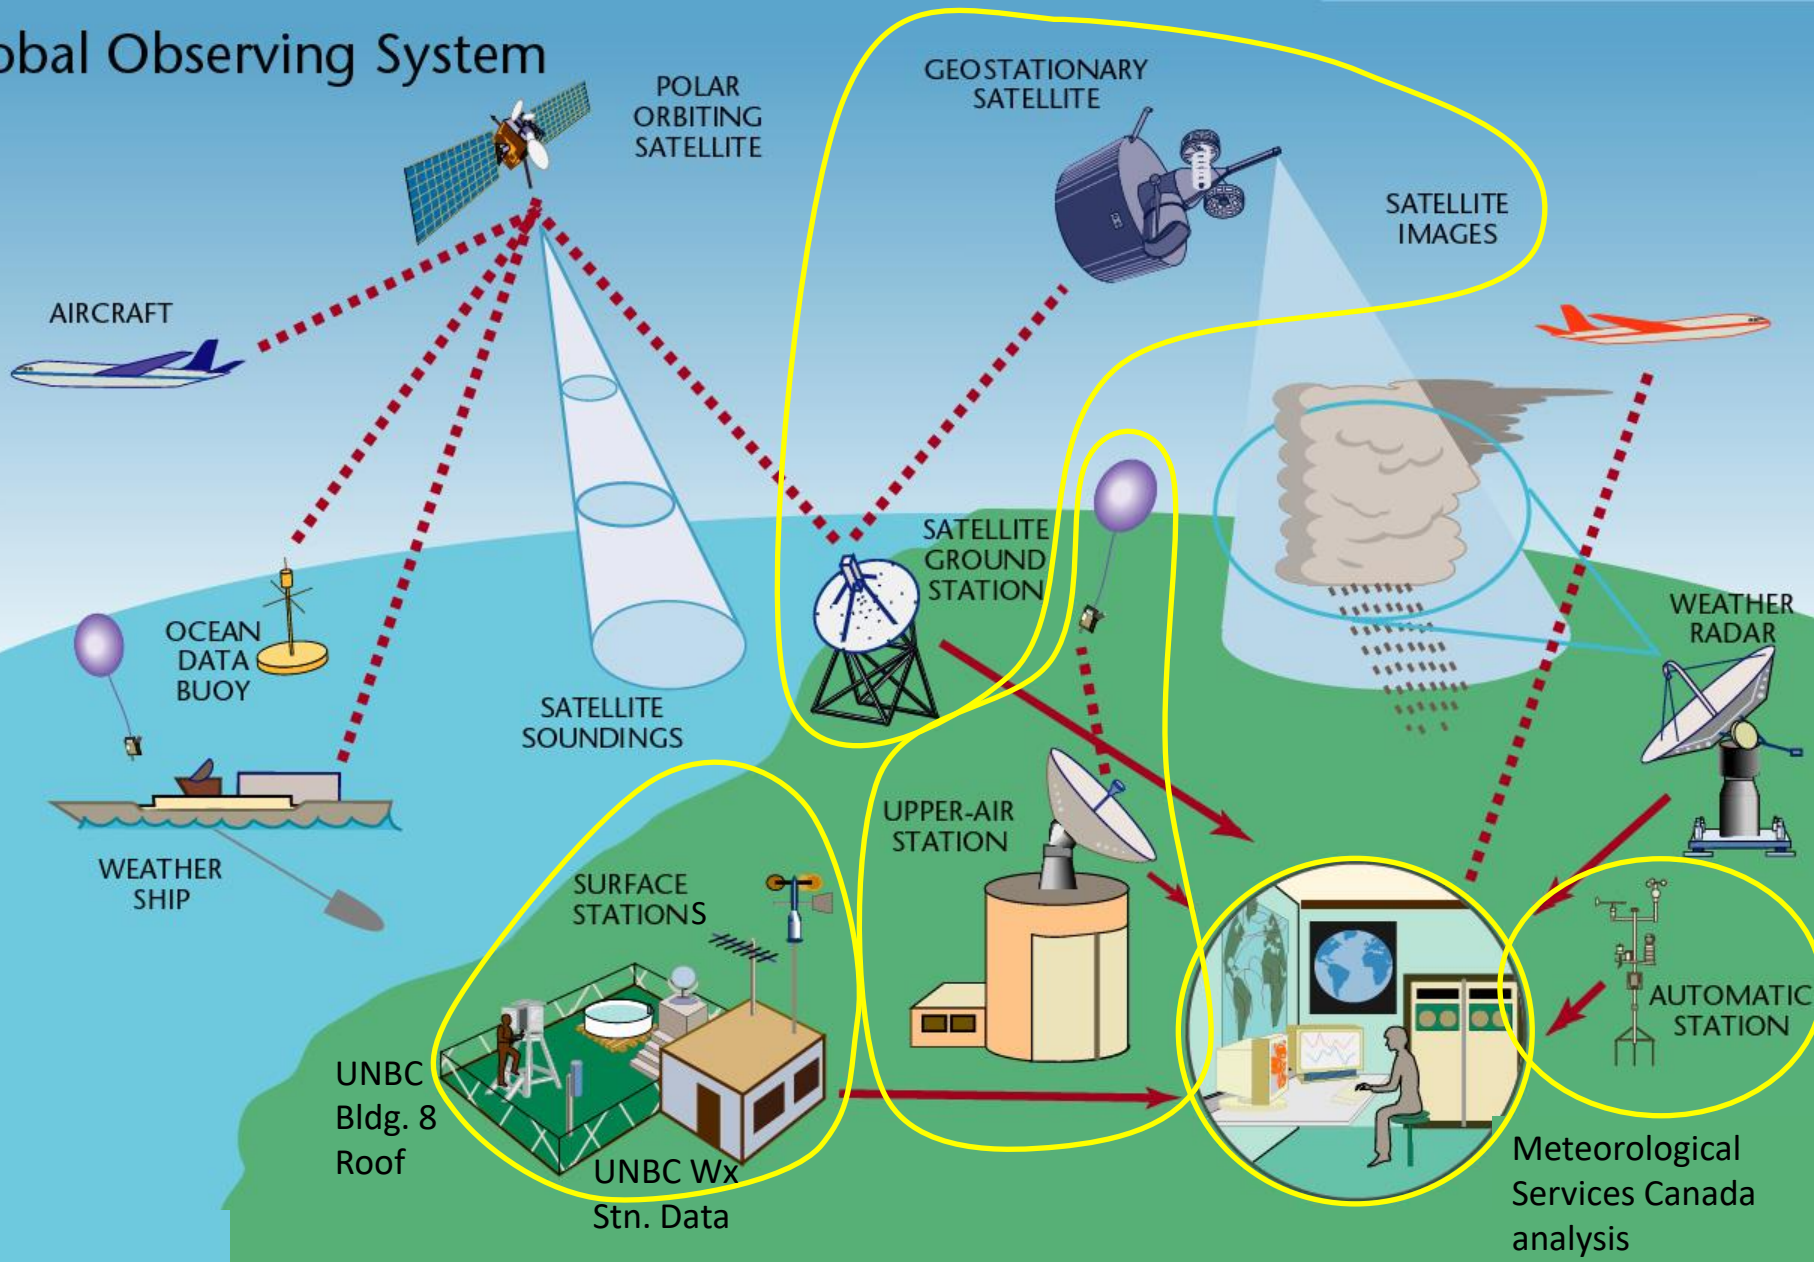 obal Observing System
POLAR
ORBITING
SATELLITE
GEOSTATIONARY
SATELLITE
SATELLITE
IMAGES
AIRCRAFT
SATELLITE
GROUND
STATION
OCEAN
DATA
BUOY
WEATHER
RADAR
SATELLITE
SOUNDINGS
UPPER-AIR
STATION
WEATHER
SHIP
SURFACE
STATIONS
AUTOMATIC
STATION
UNBC
Bldg. 8
Roof
UNBC Wx
Stn. Data
Meteorological
Services Canada
analysis